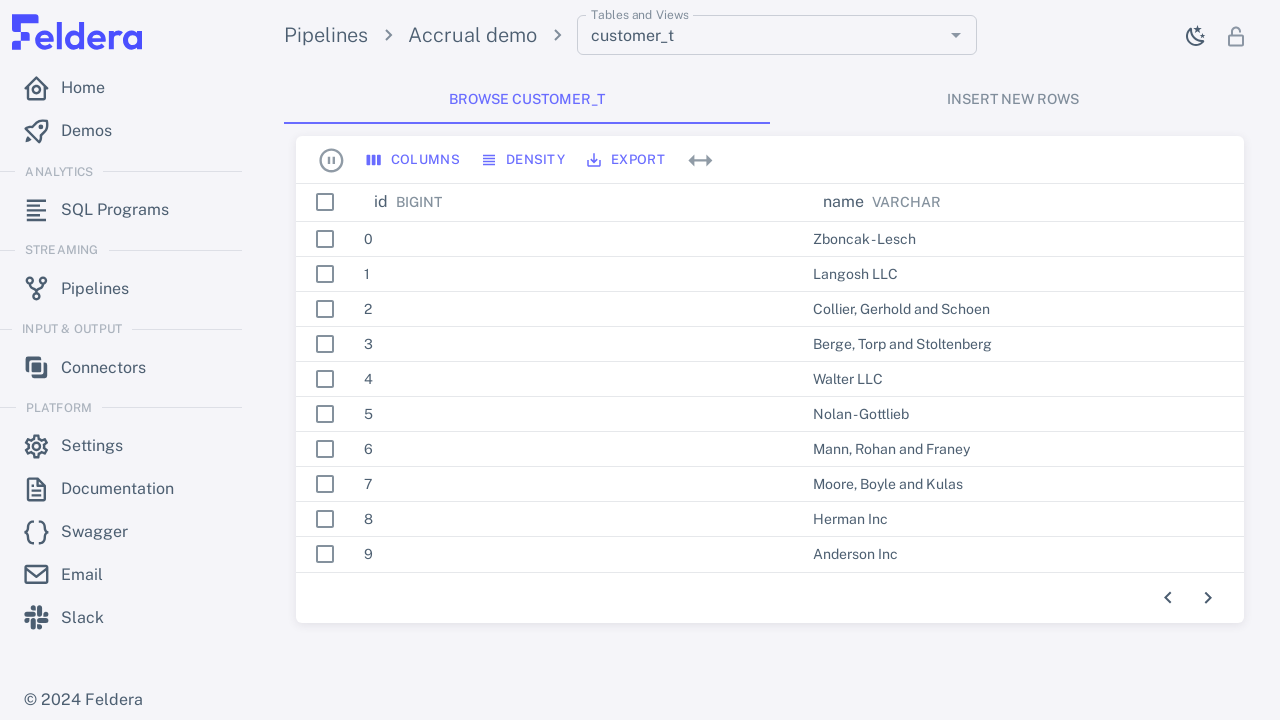 Feldera
Home
Demos
ANALYTICS
SQL Programs
STREAMING
Pipelines
INPUT & OUTPUT
Connectors
PLATFORM
Settings
Documentation
Swagger
Email
Slack
© 2024 Feldera
Pipelines
Accrual demo
Tables and Views
customer_t
BROWSE CUSTOMER_T
INSERT NEW ROWS
COLUMNS
DENSITY
EXPORT
id BIGINT name VARCHAR
0 Zboncak-Lesch
1 Langosh LLC
2 Collier, Gerhold and Schoen
3 Berge, Torp and Stoltenberg
4 Walter LLC
5 Nolan-Gottlieb
6 Mann, Rohan and Franey
7 Moore, Boyle and Kulas
8 Herman Inc
9 Anderson Inc